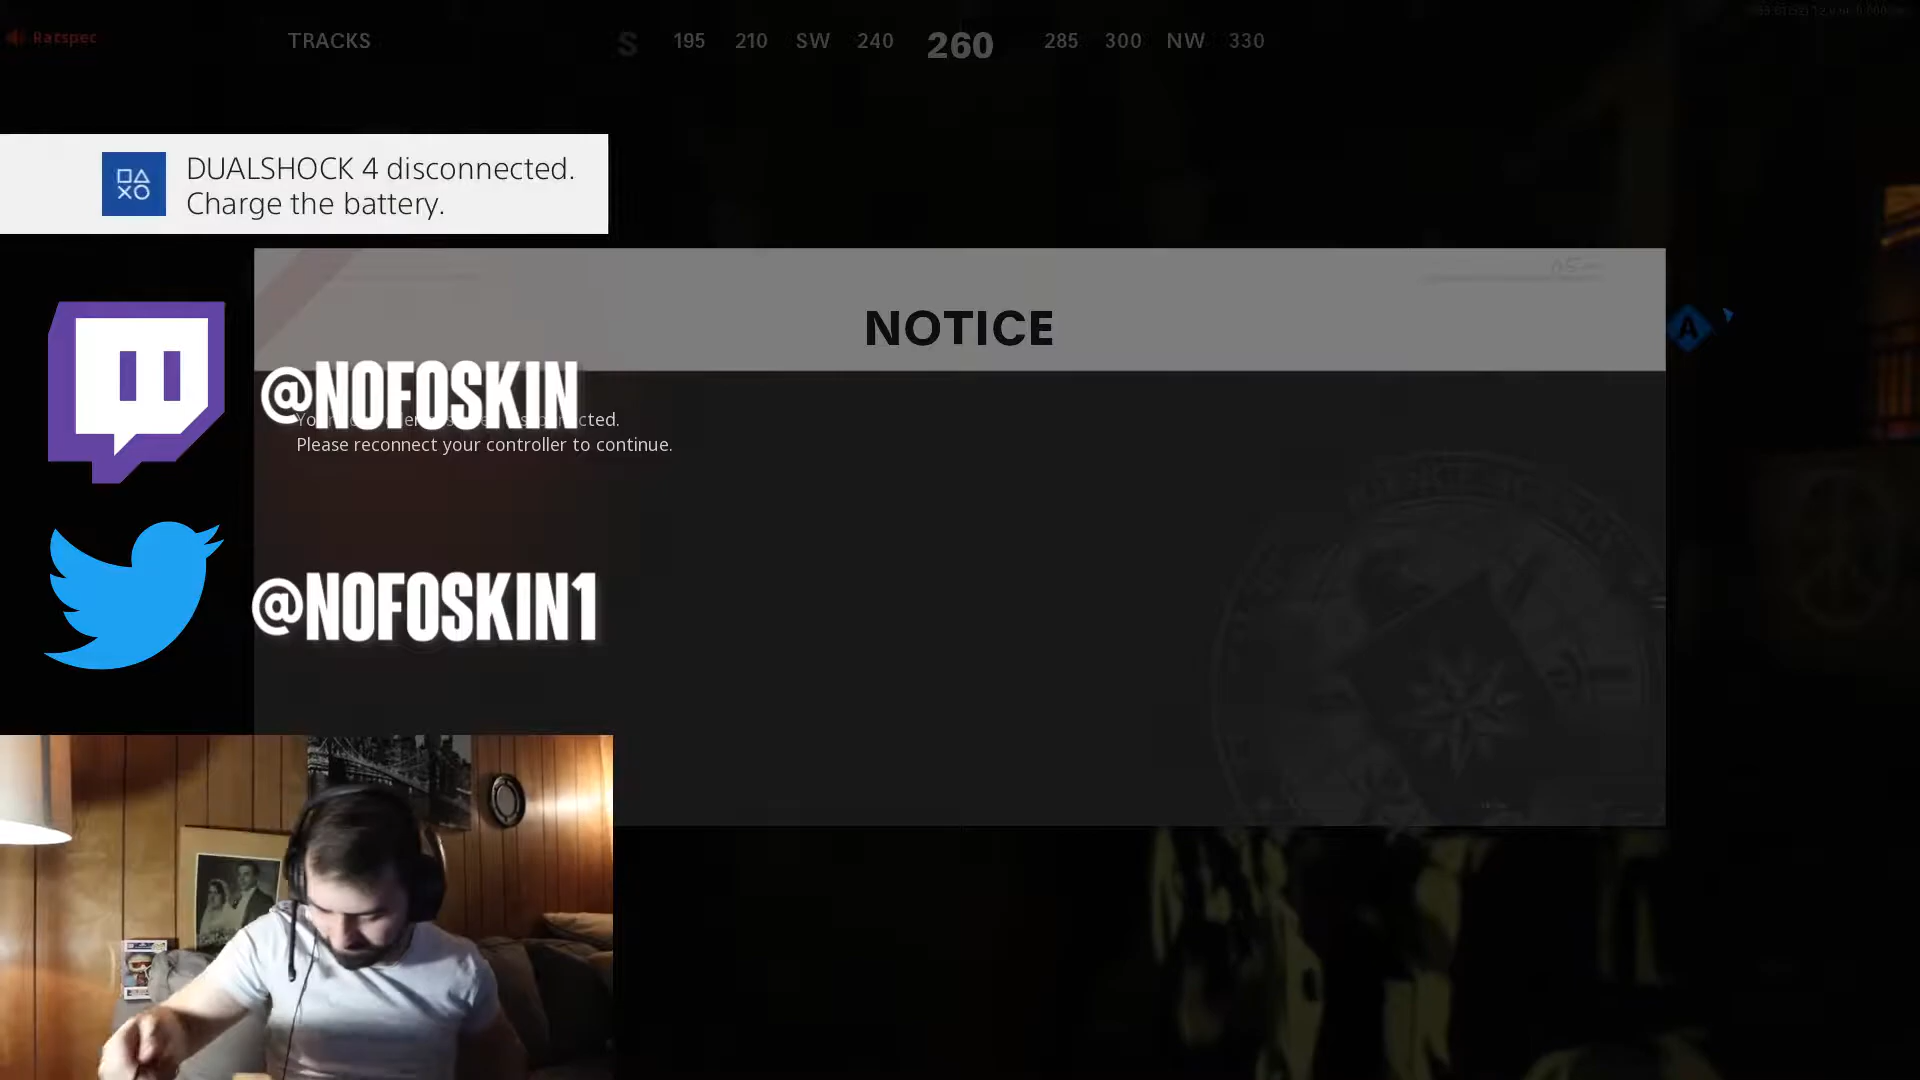 Ratspec
TRACKS
S 195 210 SW 240 260 285 300 NW 330
DUALSHOCK 4 disconnected.
Charge the battery.
NOTICE
A
@NOFOSKIN
Please reconnect your controller to continue.
@NOFOSKIN1